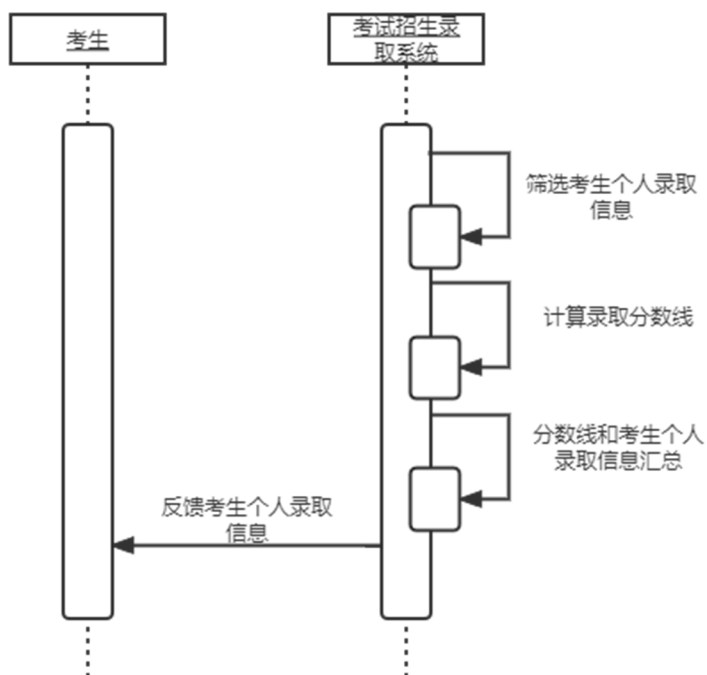 考生
考试招生录
取系统
筛选考生个人录取
信息
计算录取分数线
分数线和考生个人
录取信息汇总
反馈考生个人录取
信息